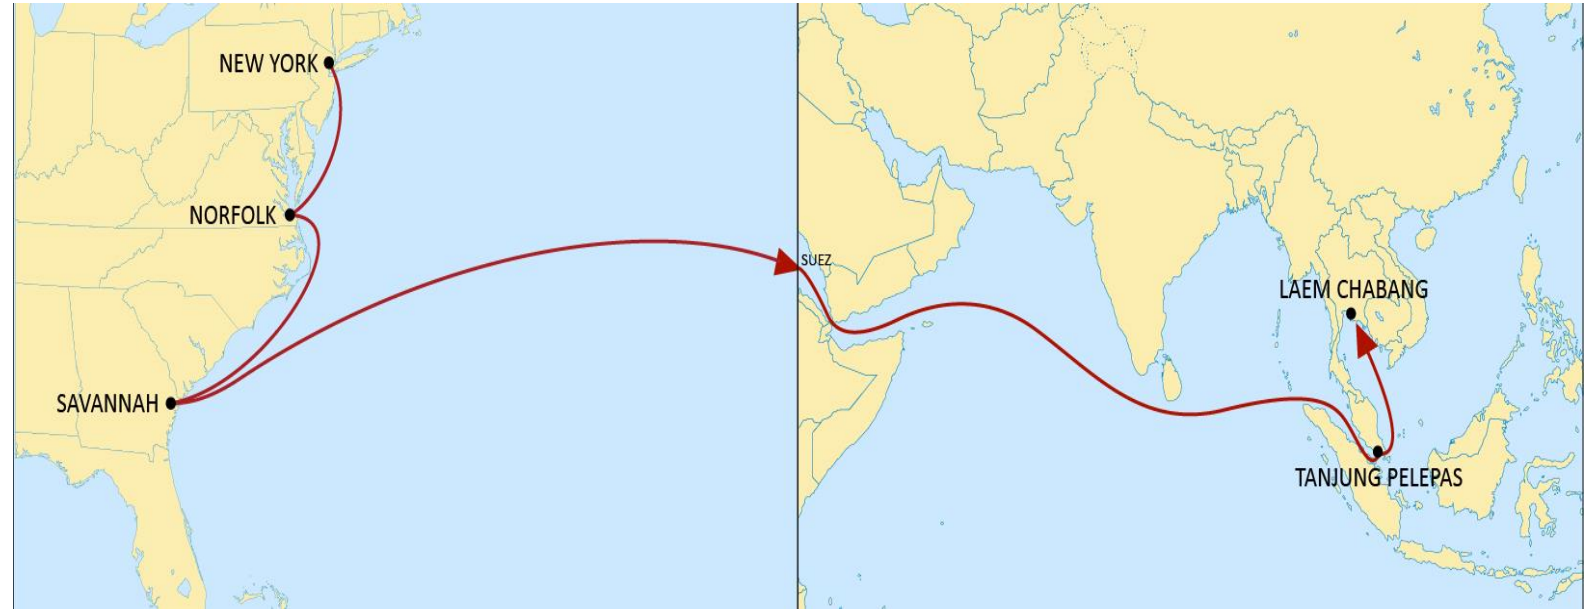 NEW YORK
NORFOLK
SAVANNAH
SUEZ
LAEM CHABANG
TANJUNG PELEPAS